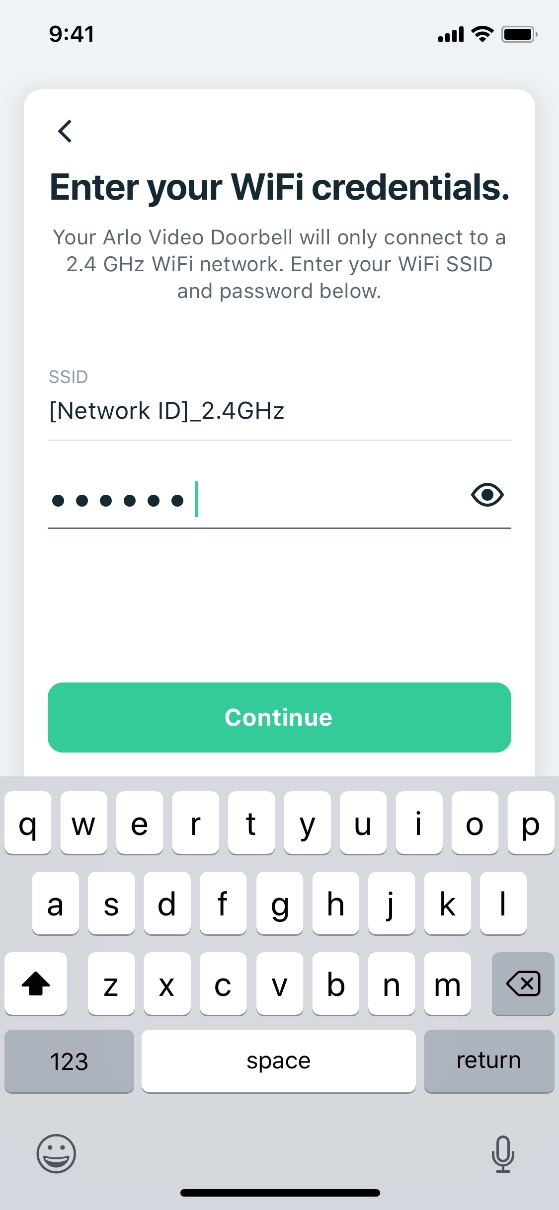 9:41
Enter your WiFi credentials.
Your Arlo Video Doorbell will only connect to a
2.4 GHz WiFi network. Enter your WiFi SSID
and password below.
SSID
[Network ID]_2.4GHz
••••••
Continue
q w e r t y u i o p
a s d f g h j k l
z x c v b n m
123 space return